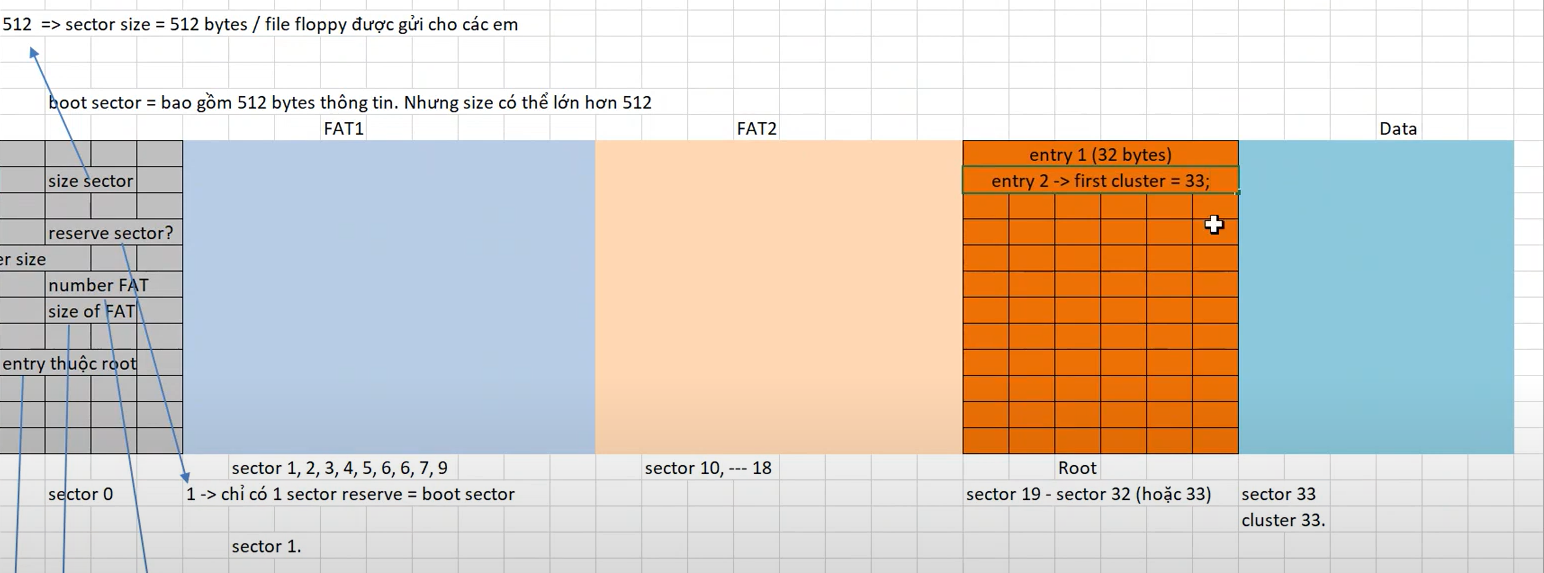 512 => sector size = 512 bytes / file floppy được gửi cho các em
boot sector = bao gồm 512 bytes thông tin. Nhưng size có thể lớn hơn 512
FAT1
FAT2
Data
entry 1 (32 bytes)
size sector
entry 2 -> first cluster = 33;
reserve sector?
er size
number FAT
size of FAT
entry thuộc root
sector 1, 2, 3, 4, 5, 6, 6, 7, 9
sector 10, --- 18
Root
sector 0
1 -> chỉ có 1 sector reserve = boot sector
sector 19 - sector 32 (hoặc 33)
sector 33
cluster 33.
sector 1.